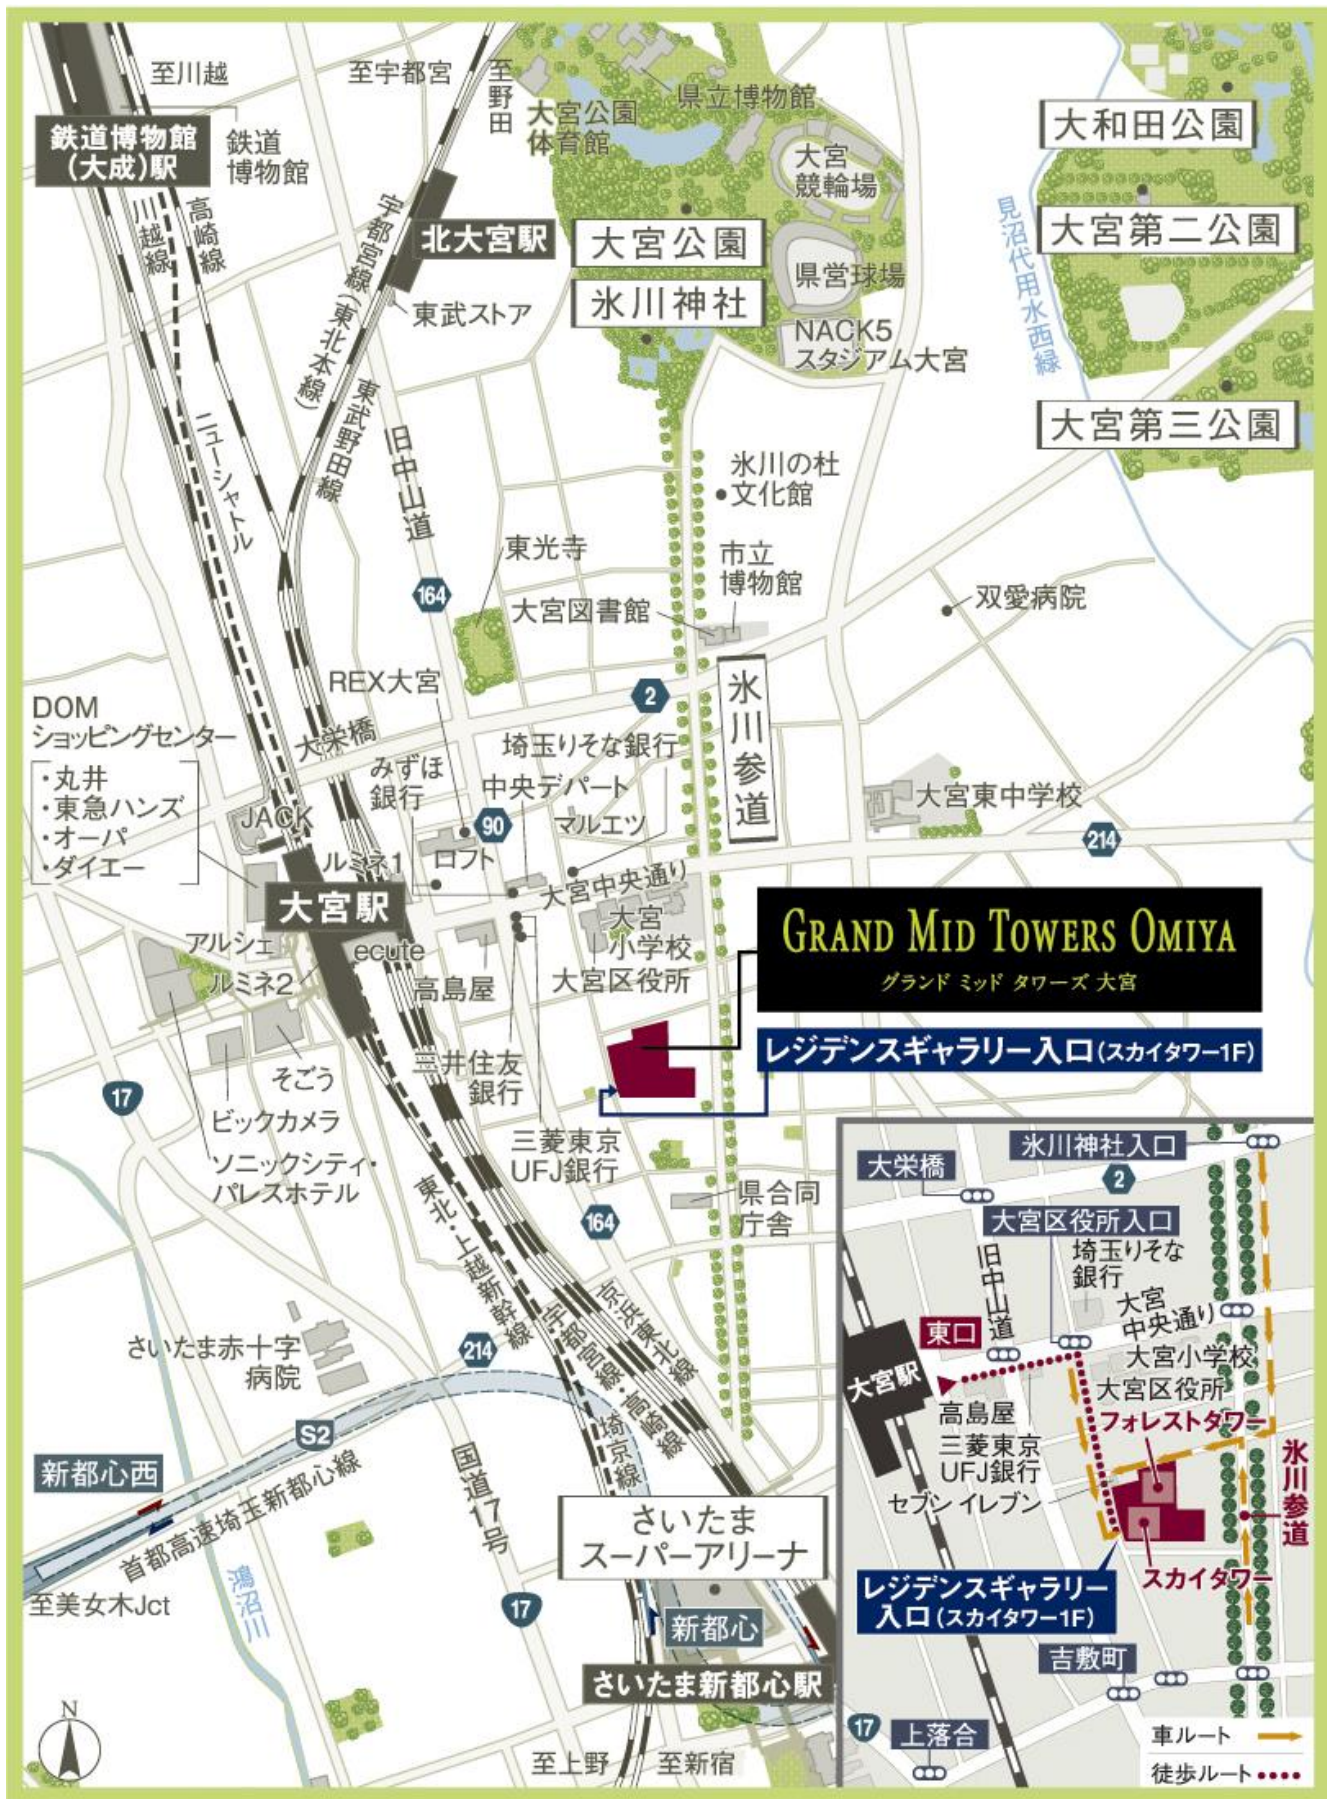 至川越
至宇都宮
至野田
大宮公園
体育館
県立博物館
大宮
競輪場
大和田公園
鉄道博物館
(大成)駅
鉄道
博物館
川越線
高崎線
宇都宮線(東北本線)
北大宮駅
大宮公園
見沼代用水西緑
大宮第二公園
県営球場
東武ストア
氷川神社
NACK5
スタジアム大宮
大宮第三公園
ニューシャトル
東武野田線
旧中山道
氷川の杜
文化館
東光寺
市立
博物館
164
大宮図書館
双愛病院
REX大宮
2
氷川参道
DOM
ショッピングセンター
・丸井
・東急ハンズ
・オーパ
・ダイエー
大栄橋
みずほ
銀行
埼玉りそな銀行
中央デパート
マルエツ
大宮東中学校
JACK
90
214
ルミネ1
ロフト
大宮中央通り
大宮駅
大宮
小学校
アルシェ
ecute
ルミネ2
高島屋
大宮区役所
GRAND MID TOWERS OMIYA
グランド ミッド タワーズ 大宮
レジデンスギャラリー入口(スカイタワー1F)
三井住友
銀行
そごう
17
ビックカメラ
ソニックシティ・
パレスホテル
三菱東京
UFJ銀行
県合同
庁舎
164
東北・上越新幹線
宇都宮線・高崎線
京浜東北線
埼京線
さいたま赤十字
病院
214
S2
新都心西
首都高速埼玉新都心線
国道17号
至美女木Jct
鴻沼川
17
さいたま
スーパーアリーナ
新都心
さいたま新都心駅
N
至上野
至新宿
氷川神社入口
大栄橋
2
大宮区役所入口
旧中山道
埼玉りそな
銀行
大宮
中央通り
東口
大宮駅
大宮小学校
大宮区役所
高島屋
フォレストタワー
三菱東京
UFJ銀行
セブン イレブン
氷川参道
スカイタワー
レジデンスギャラリー
入口(スカイタワー1F)
吉敷町
17
上落合
車ルート
徒歩ルート